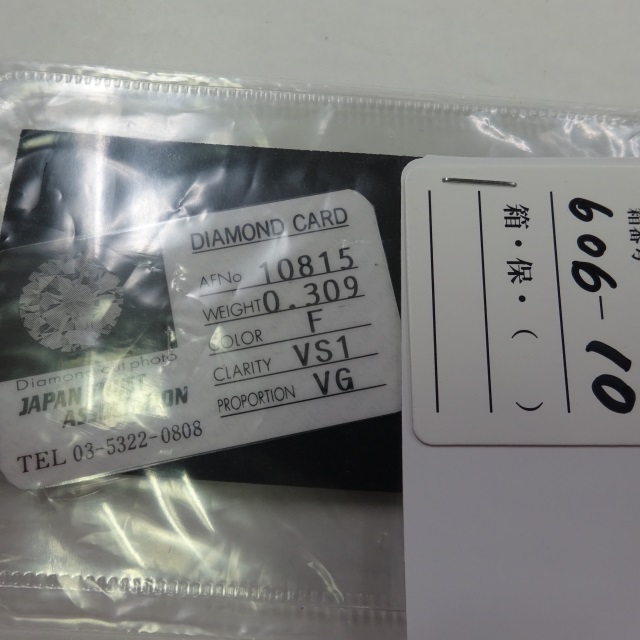 DIAMOND CARD
AFNo 10815
WEIGHT 0.309
COLOR F
CLARITY VS1
PROPORTION VG
JAPAN
TEL 03-5322-0808
606-10
箱・保・( )